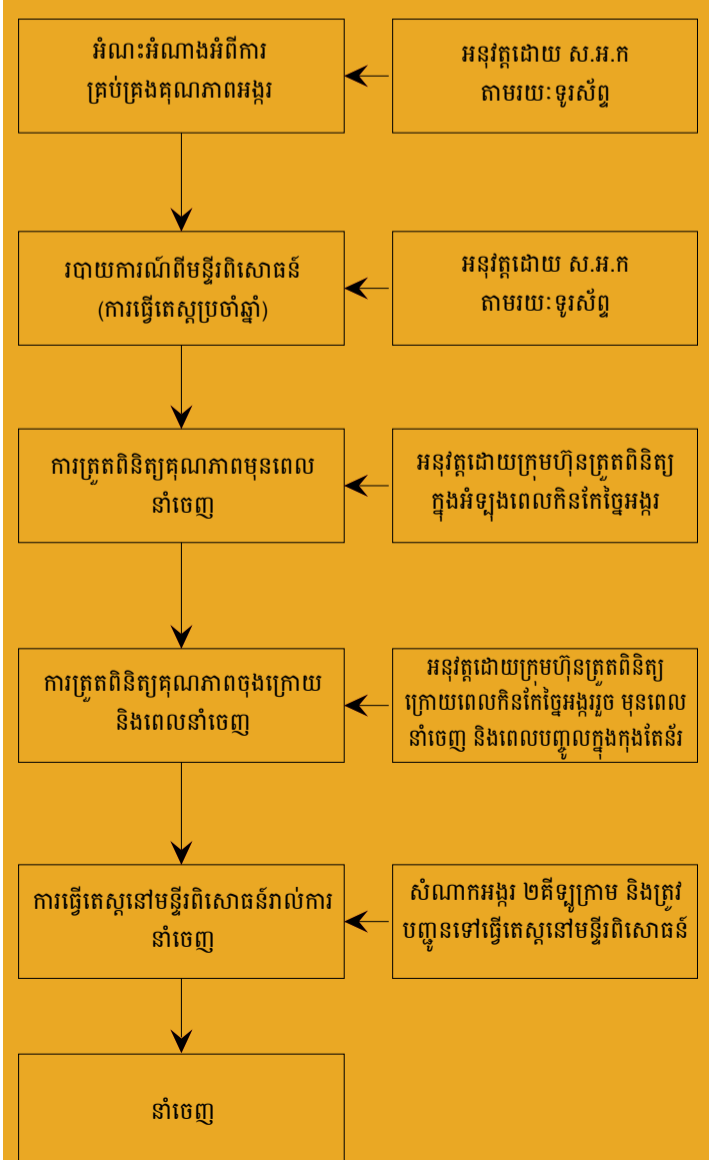 អំណះអំណាងអំពីការ
គ្រប់គ្រងគុណភាពអង្ករ
អនុវត្តដោយ ស.អ.ក
តាមរយៈទូរស័ព្ទ
របាយការណ៍ពីមន្ទីរពិសោធន៍
(ការធ្វើតេស្តប្រចាំឆ្នាំ)
អនុវត្តដោយ ស.អ.ក
តាមរយៈទូរស័ព្ទ
ការត្រួតពិនិត្យគុណភាពមុនពេល
នាំចេញ
អនុវត្តដោយក្រុមហ៊ុនត្រួតពិនិត្យ
ក្នុងអំឡុងពេលកិនកែច្នៃអង្ករ
ការត្រួតពិនិត្យគុណភាពចុងក្រោយ
និងពេលនាំចេញ
អនុវត្តដោយក្រុមហ៊ុនត្រួតពិនិត្យ
ក្រោយពេលកិនកែច្នៃអង្កររួច មុនពេល
នាំចេញ និងពេលបញ្ចូលក្នុងកុងតែន័រ
ការធ្វើតេស្តនៅមន្ទីរពិសោធន៍រាល់ការ
នាំចេញ
សំណាកអង្ករ ២គីឡូក្រាម និងត្រូវ
បញ្ជូនទៅធ្វើតេស្តនៅមន្ទីរពិសោធន៍
នាំចេញ